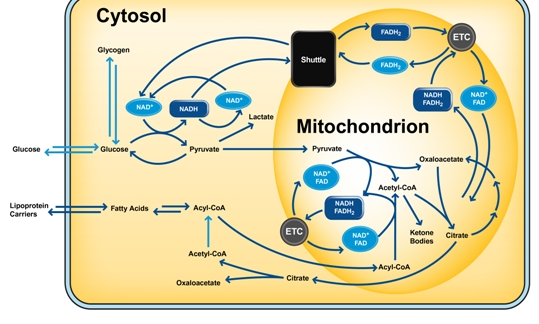 Cytosol
FADH₂
ETC
Glycogen
Shuttle
FADH₂
NAD⁺
NADH
NAD⁺
NADH
FADH₂
NAD⁺
FAD
Lactate
Mitochondrion
Glucose
Glucose
Pyruvate
Pyruvate
Oxaloacetate
NAD⁺
FAD
Acetyl-CoA
Lipoprotein
Carriers
Fatty Acids
Acyl-CoA
NADH
FADH₂
ETC
NAD⁺
FAD
Ketone
Bodies
Citrate
Acetyl-CoA
Acyl-CoA
Oxaloacetate
Citrate